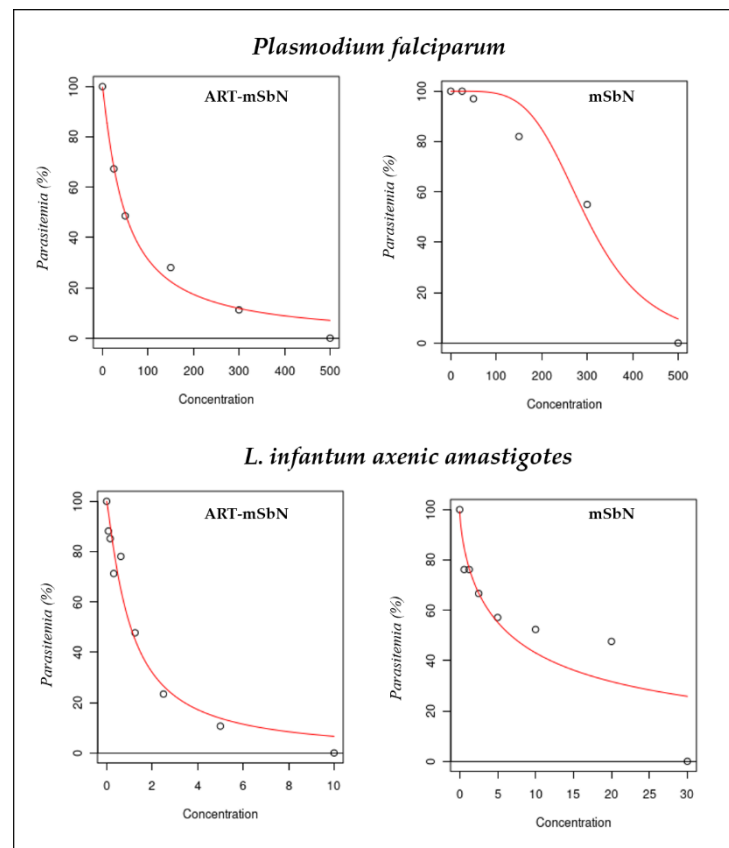 Plasmodium falciparum
ART-mSbN
mSbN
Parasitemia (%)
100
80
60
40
20
0
0 100 200 300 400 500
Concentration
Parasitemia (%)
100
80
60
40
20
0
0 100 200 300 400 500
Concentration
L. infantum axenic amastigotes
ART-mSbN
mSbN
Parasitemia (%)
100
80
60
40
20
0
0 2 4 6 8 10
Concentration
Parasitemia (%)
100
80
60
40
20
0
0 5 10 15 20 25 30
Concentration